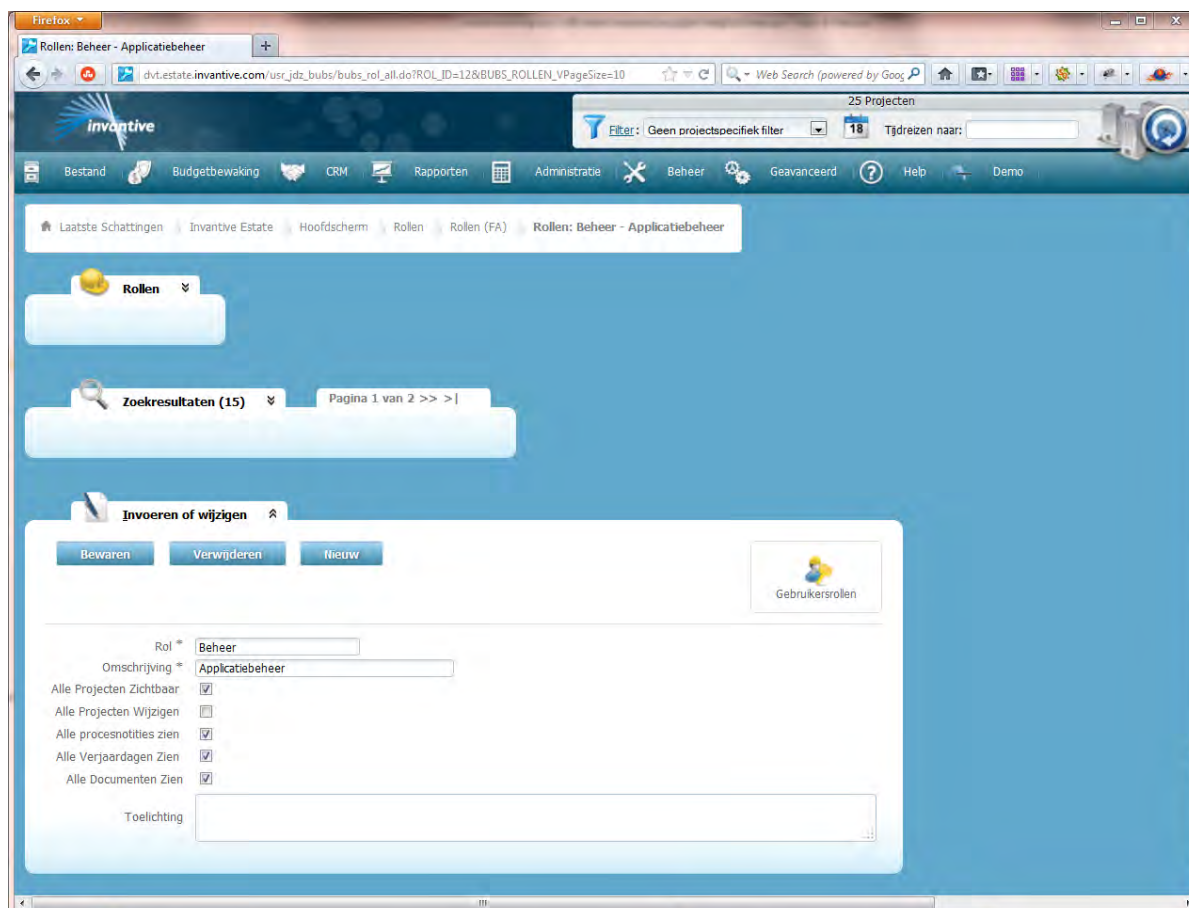 Firefox
Rollen: Beheer - Applicatiebeheer
dvt.estate.invantive.com/usr_jdz_bubs/bubs_rol_all.do?ROL_ID=12&BUBS_ROLLEN_VPageSize=10
Web Search (powered by Goog
25 Projecten
invantive
Filter: Geen projectspecifiek filter 18 Tijdreizen naar:
Bestand Budgetbewaking CRM Rapporten Administratie Beheer Geavanceerd Help Demo
Laatste Schattingen Invantive Estate Hoofdscherm Rollen Rollen (FA) Rollen: Beheer - Applicatiebeheer
Rollen
Zoekresultaten (15) Pagina 1 van 2 >> >|
Invoeren of wijzigen
Bewaren Verwijderen Nieuw
Gebruikersrollen
Rol * Beheer
Omschrijving * Applicatiebeheer
Alle Projecten Zichtbaar
Alle Projecten Wijzigen
Alle procesnotities zien
Alle Verjaardagen Zien
Alle Documenten Zien
Toelichting